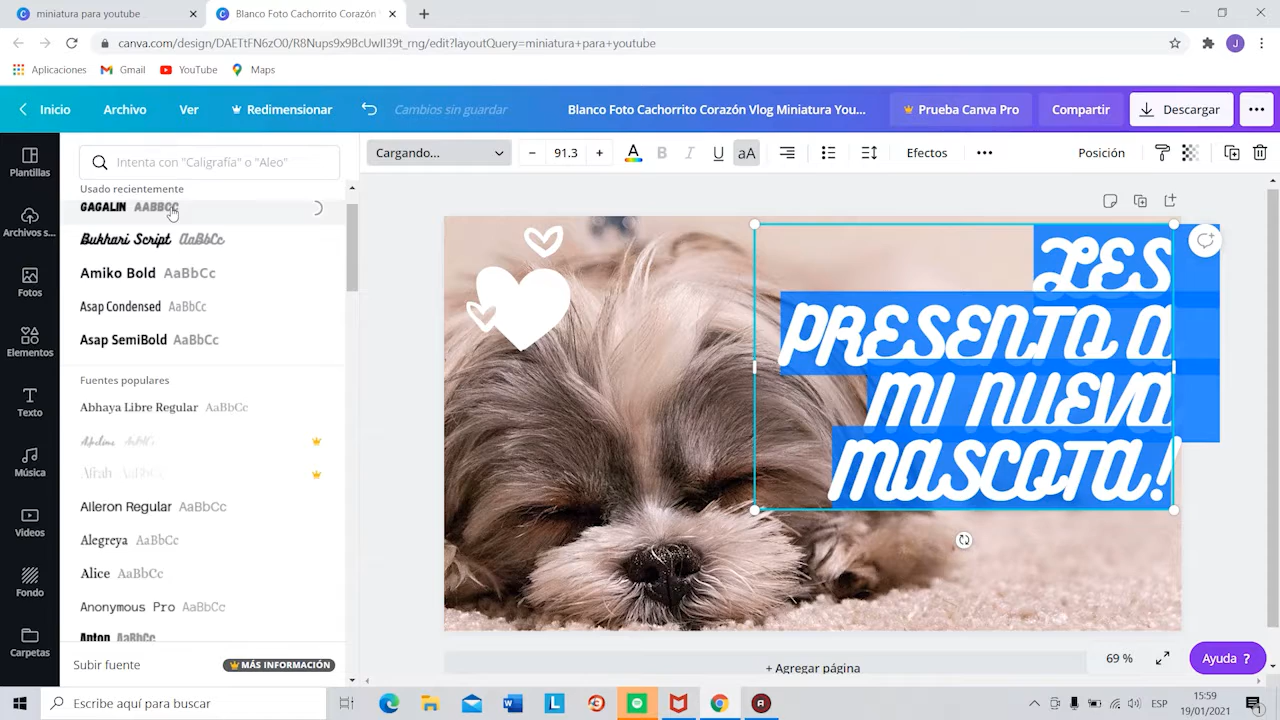 miniatura para youtube
Blanco Foto Cachorrito Corazón
canva.com/design/DAETtFN6zO0/R8Nups9x9BcUwII39t_rng/edit?layoutQuery=miniatura+para+youtube
J
Aplicaciones
Gmail
YouTube
Maps
Inicio
Archivo
Ver
Redimensionar
Cambios sin guardar
Blanco Foto Cachorrito Corazón Vlog Miniatura You...
Prueba Canva Pro
Compartir
Descargar
Plantillas
Archivos s...
Fotos
Elementos
Texto
Música
Videos
Fondo
Carpetas
Intenta con "Caligrafía" o "Aleo"
Usado recientemente
GAGALIN AABBCC
Bukhari Script AaBbCc
Amiko Bold AaBbCc
Asap Condensed AaBbCc
Asap SemiBold AaBbCc
Fuentes populares
Abhaya Libre Regular AaBbCc
Afrah AaBbCc
Aileron Regular AaBbCc
Alegreya AaBbCc
Alice AaBbCc
Anonymous Pro AaBbCc
Anton AaBbCc
Subir fuente
MÁS INFORMACIÓN
Cargando...
91.3
A
B
I
U
aA
Efectos
Posición
LES
PRESENTO A
MI NUEVA
MASCOTA!
+ Agregar página
69 %
Ayuda ?
Escribe aquí para buscar
ESP
15:59
19/01/2021